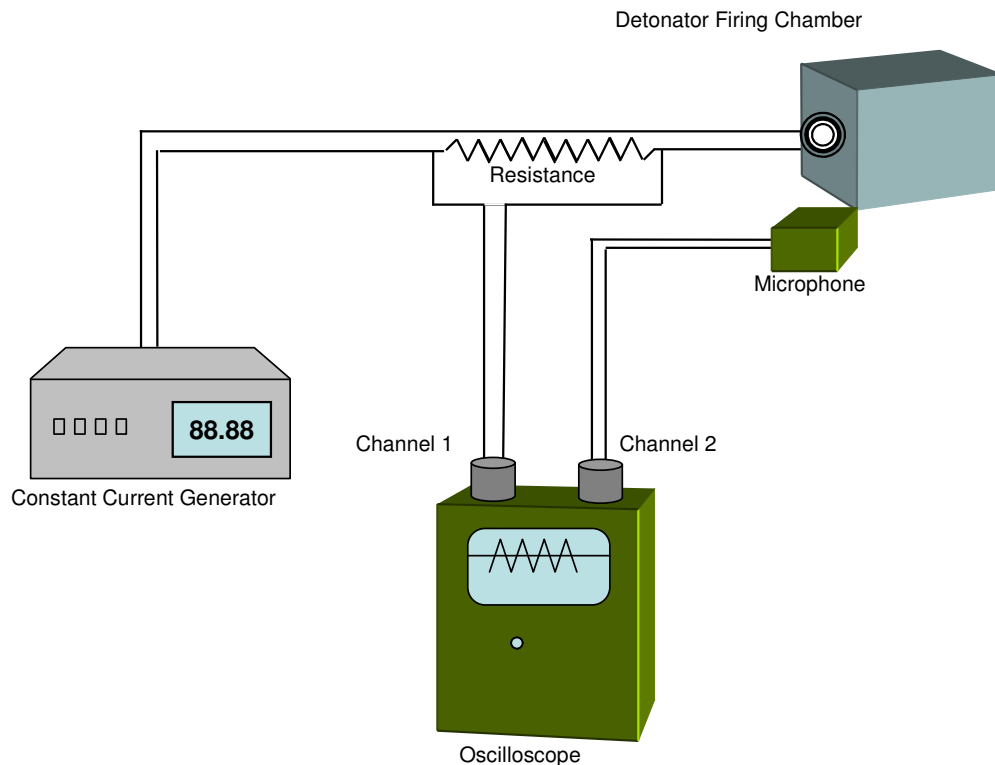 Detonator Firing Chamber
Resistance
Microphone
88.88
Channel 1
Channel 2
Constant Current Generator
Oscilloscope